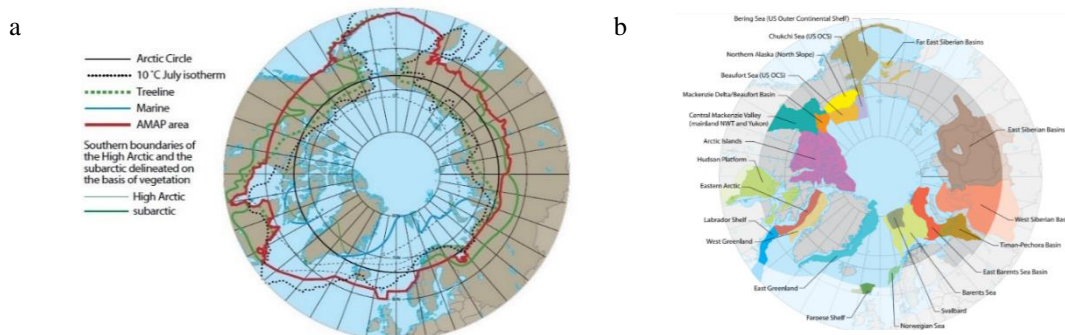 a
Arctic Circle
10 °C July isotherm
Treeline
Marine
AMAP area
Southern boundaries
of the High Arctic and the
subarctic delineated on
the basis of vegetation
High Arctic
subarctic
b
Bering Sea (US Outer Continental Shelf)
Chukchi Sea (US OCS)
Far East Siberian Basins
Northern Alaska (North Slope)
Beaufort Sea (US OCS)
Mackenzie Delta/Beaufort Basin
Central Mackenzie Valley
(mainland NWT and Yukon)
East Siberian Basins
Arctic Islands
Hudson Platform
Eastern Arctic
Labrador Shelf
West Siberian Basin
West Greenland
Timan-Pechora Basin
East Barents Sea Basin
East Greenland
Barents Sea
Svalbard
Faroese Shelf
Norwegian Sea